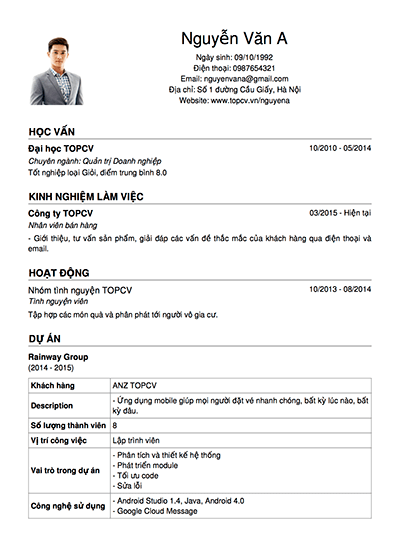 Nguyễn Văn A
Ngày sinh: 09/10/1992
Điện thoại: 0987654321
Email: nguyenvana@gmail.com
Địa chỉ: Số 1 đường Cầu Giấy, Hà Nội
Website: www.topcv.vn/nguyena
HỌC VẤN
Đại học TOPCV 10/2010 - 05/2014
Chuyên ngành: Quản trị Doanh nghiệp
Tốt nghiệp loại Giỏi, điểm trung bình 8.0
KINH NGHIỆM LÀM VIỆC
Công ty TOPCV 03/2015 - Hiện tại
Nhân viên bán hàng
- Giới thiệu, tư vấn sản phẩm, giải đáp các vấn đề thắc mắc của khách hàng qua điện thoại và
email.
HOẠT ĐỘNG
Nhóm tình nguyện TOPCV 10/2013 - 08/2014
Tình nguyện viên
Tập hợp các món quà và phân phát tới người vô gia cư.
DỰ ÁN
Rainway Group
(2014 - 2015)
Khách hàng ANZ TOPCV
Description - Ứng dụng mobile giúp mọi người đặt vé nhanh chóng, bất kỳ lúc nào, bất
kỳ đâu.
Số lượng thành viên 8
Vị trí công việc Lập trình viên
Vai trò trong dự án - Phân tích và thiết kế hệ thống
- Phát triển module
- Tối ưu code
- Sửa lỗi
Công nghệ sử dụng - Android Studio 1.4, Java, Android 4.0
- Google Cloud Message